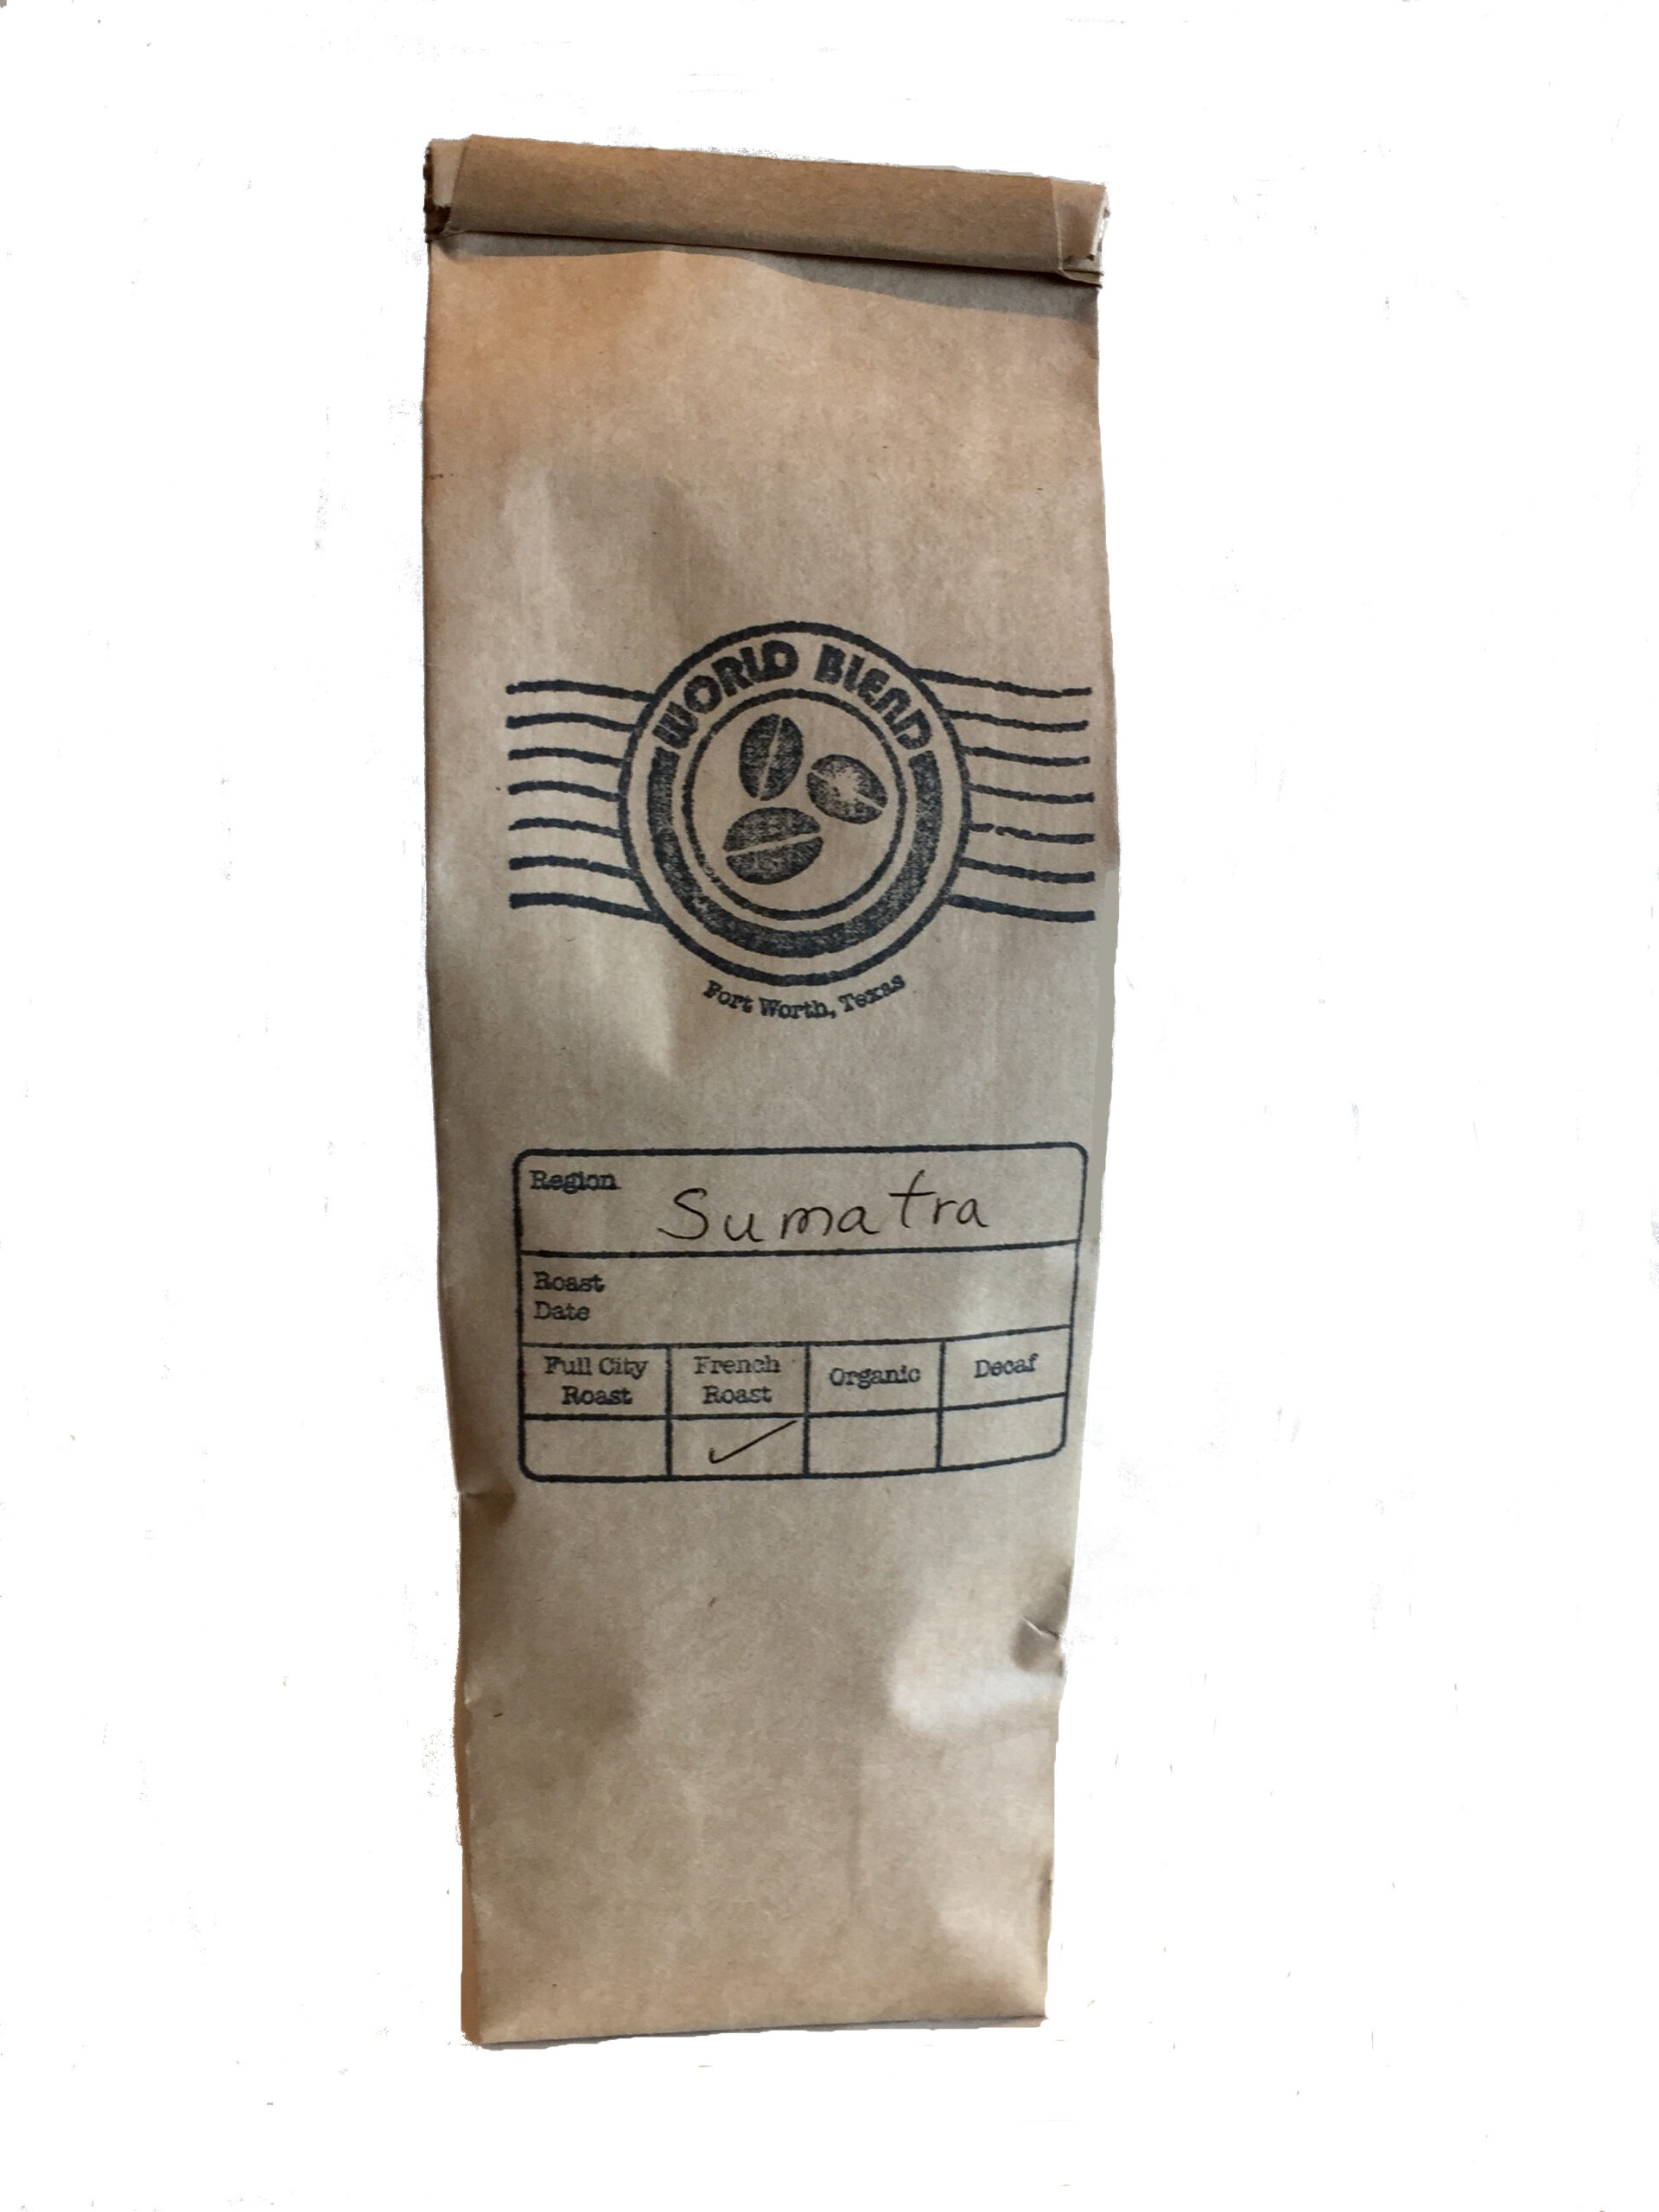 WORLD BLEND
Fort Worth, Texas
Region Sumatra
Roast
Date
Full City
Roast
French
Roast
Organic
Decaf